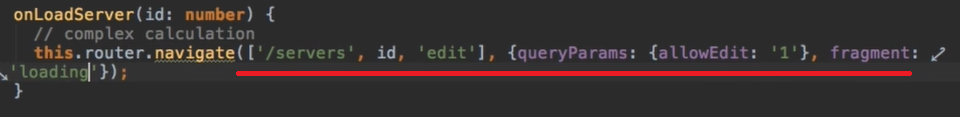 onLoadServer(id: number) {
// complex calculation
this.router.navigate(['/servers', id, 'edit'], {queryParams: {allowEdit: '1'}, fragment:
'loading'});
}